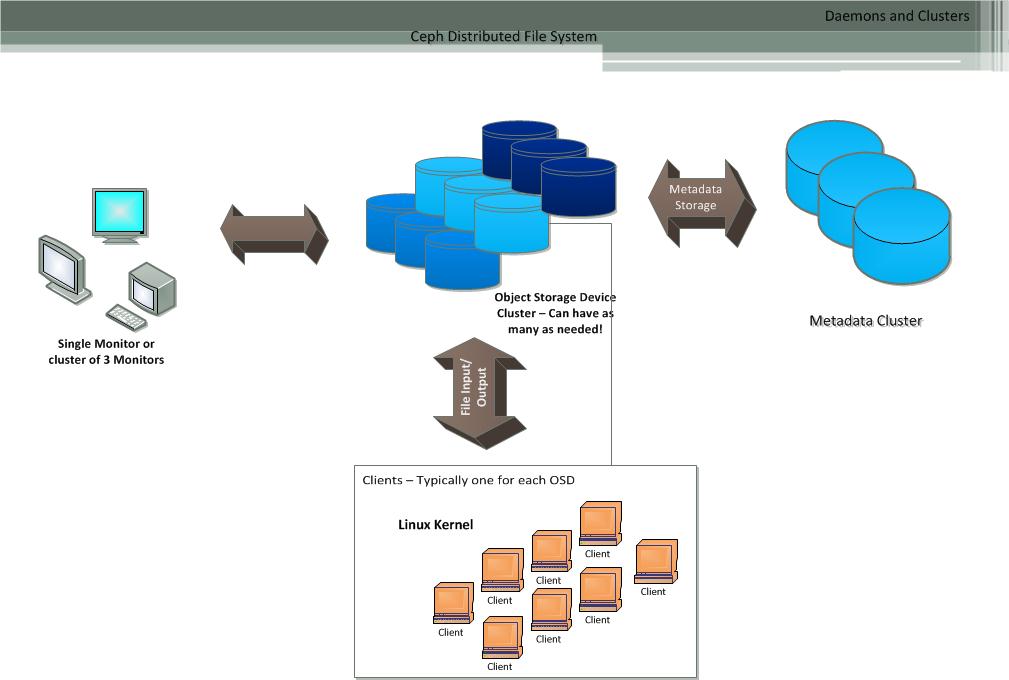 Daemons and Clusters
Ceph Distributed File System
Metadata
Storage
Object Storage Device
Cluster – Can have as
many as needed!
Metadata Cluster
Single Monitor or
cluster of 3 Monitors
File Input/
Output
Clients – Typically one for each OSD
Linux Kernel
Client
Client
Client
Client
Client
Client
Client
Client